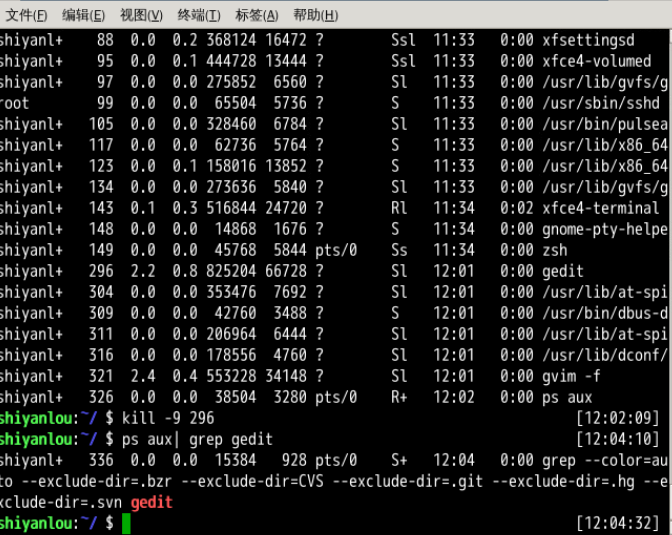 文件(F) 编辑(E) 视图(V) 终端(T) 标签(A) 帮助(H)
shiyanl+ 88 0.0 0.2 368124 16472 ? Ssl 11:33 0:00 xfsettingsd
shiyanl+ 95 0.0 0.1 444728 13444 ? Ssl 11:33 0:00 xfce4-volumed
shiyanl+ 97 0.0 0.0 275852 6560 ? Sl 11:33 0:00 /usr/lib/gvfs/g
root 99 0.0 0.0 65504 5736 ? S 11:33 0:00 /usr/sbin/sshd
shiyanl+ 105 0.0 0.0 328460 6784 ? Sl 11:33 0:00 /usr/bin/pulsea
shiyanl+ 117 0.0 0.0 62736 5764 ? S 11:33 0:00 /usr/lib/x86_64
shiyanl+ 123 0.0 0.1 158016 13852 ? S 11:33 0:00 /usr/lib/x86_64
shiyanl+ 134 0.0 0.0 273636 5840 ? Sl 11:33 0:00 /usr/lib/gvfs/g
shiyanl+ 143 0.1 0.3 516844 24720 ? Rl 11:34 0:02 xfce4-terminal
shiyanl+ 148 0.0 0.0 14868 1676 ? S 11:34 0:00 gnome-pty-helpe
shiyanl+ 149 0.0 0.0 45768 5844 pts/0 Ss 11:34 0:00 zsh
shiyanl+ 296 2.2 0.8 825204 66728 ? Sl 12:01 0:00 gedit
shiyanl+ 304 0.0 0.0 353476 7692 ? Sl 12:01 0:00 /usr/lib/at-spi
shiyanl+ 309 0.0 0.0 42760 3488 ? S 12:01 0:00 /usr/bin/dbus-d
shiyanl+ 311 0.0 0.0 206964 6444 ? Sl 12:01 0:00 /usr/lib/at-spi
shiyanl+ 316 0.0 0.0 178556 4760 ? Sl 12:01 0:00 /usr/lib/dconf/
shiyanl+ 321 2.4 0.4 553228 34148 ? Sl 12:01 0:00 gvim -f
shiyanl+ 326 0.0 0.0 38504 3280 pts/0 R+ 12:02 0:00 ps aux
shiyanlou:~/ $ kill -9 296 [12:02:09]
shiyanlou:~/ $ ps aux| grep gedit [12:04:10]
shiyanl+ 336 0.0 0.0 15384 928 pts/0 S+ 12:04 0:00 grep --color=au
to --exclude-dir=.bzr --exclude-dir=CVS --exclude-dir=.git --exclude-dir=.hg --e
xclude-dir=.svn gedit
shiyanlou:~/ $ [12:04:32]